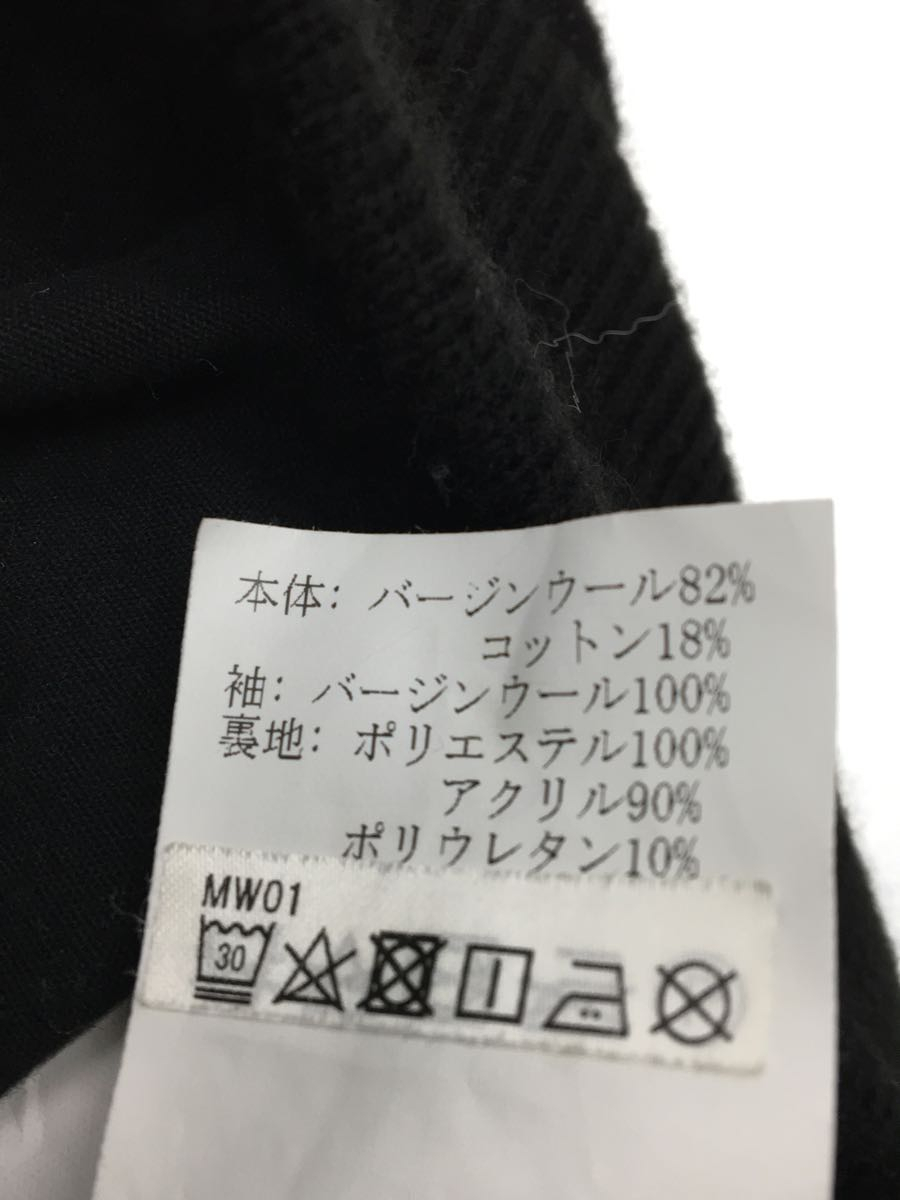 本体: バージンウール82%
コットン18%
袖: バージンウール100%
裏地: ポリエステル100%
アクリル90%
ポリウレタン10%
MW01
30